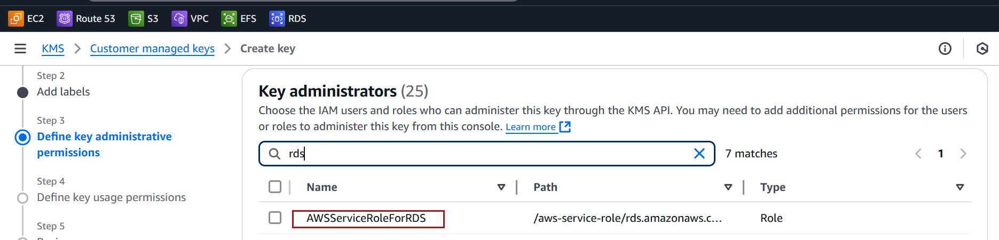 EC2 Route 53 S3 VPC EFS RDS
KMS Customer managed keys Create key
Step 2
Add labels
Step 3
Define key administrative
permissions
Step 4
Define key usage permissions
Step 5
Key administrators (25)
Choose the IAM users and roles who can administer this key through the KMS API. You may need to add additional permissions for the users
or roles to administer this key from this console. Learn more
rds 7 matches 1
Name Path Type
AWSServiceRoleForRDS /aws-service-role/rds.amazonaws.c... Role